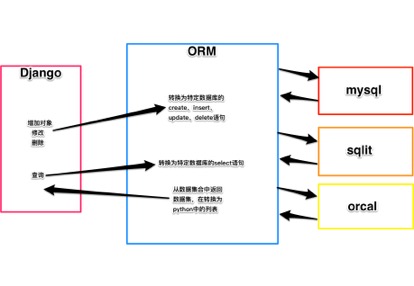 Django
增加对象
修改
删除
查询
ORM
转换为特定数据库的
create、insert、
update、delete语句
转换为特定数据库的select语句
从数据集合中返回
数据集，在转换为
python中的列表
mysql
sqlit
orcal